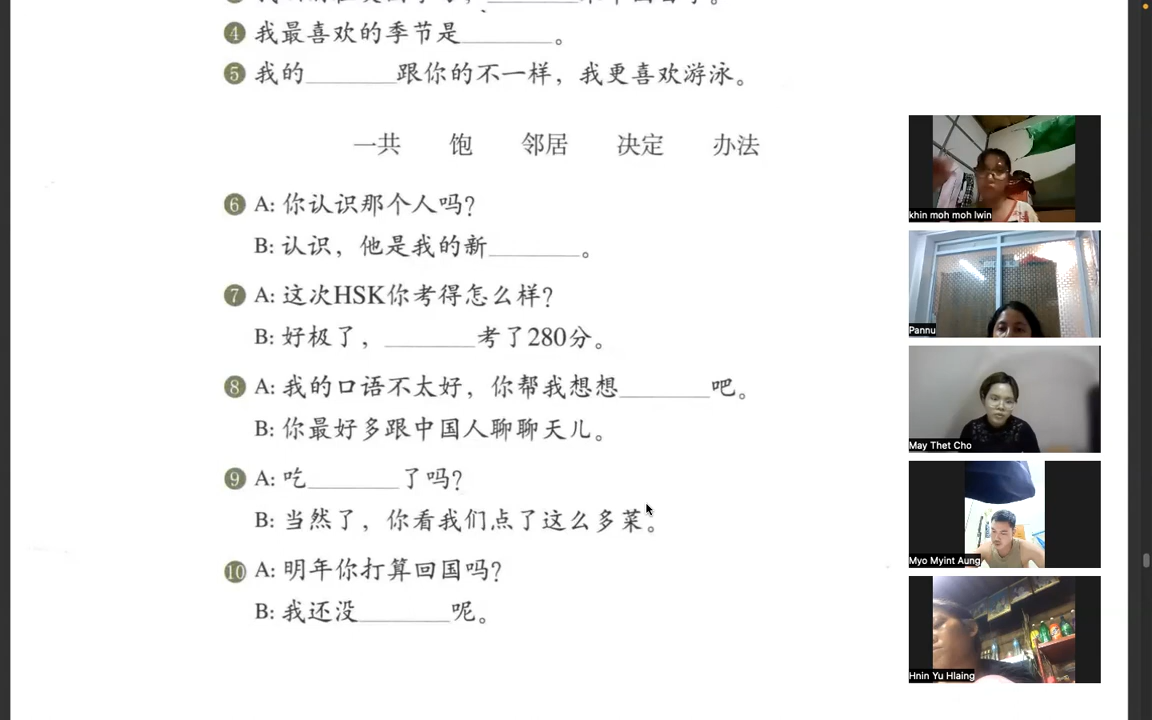 ④ 我最喜欢的季节是________。
⑤ 我的________跟你的不一样，我更喜欢游泳。
一共 饱 邻居 决定 办法
⑥ A: 你认识那个人吗？
B: 认识，他是我的新________。
⑦ A: 这次HSK你考得怎么样？
B: 好极了，________考了280分。
⑧ A: 我的口语不太好，你帮我想想________吧。
B: 你最好多跟中国人聊聊天儿。
⑨ A: 吃________了吗？
B: 当然了，你看我们点了这么多菜。
⑩ A: 明年你打算回国吗？
B: 我还没________呢。
khin moh moh lwin
Pannu
May Thet Cho
Myo Myint Aung
Hnin Yu Hlaing